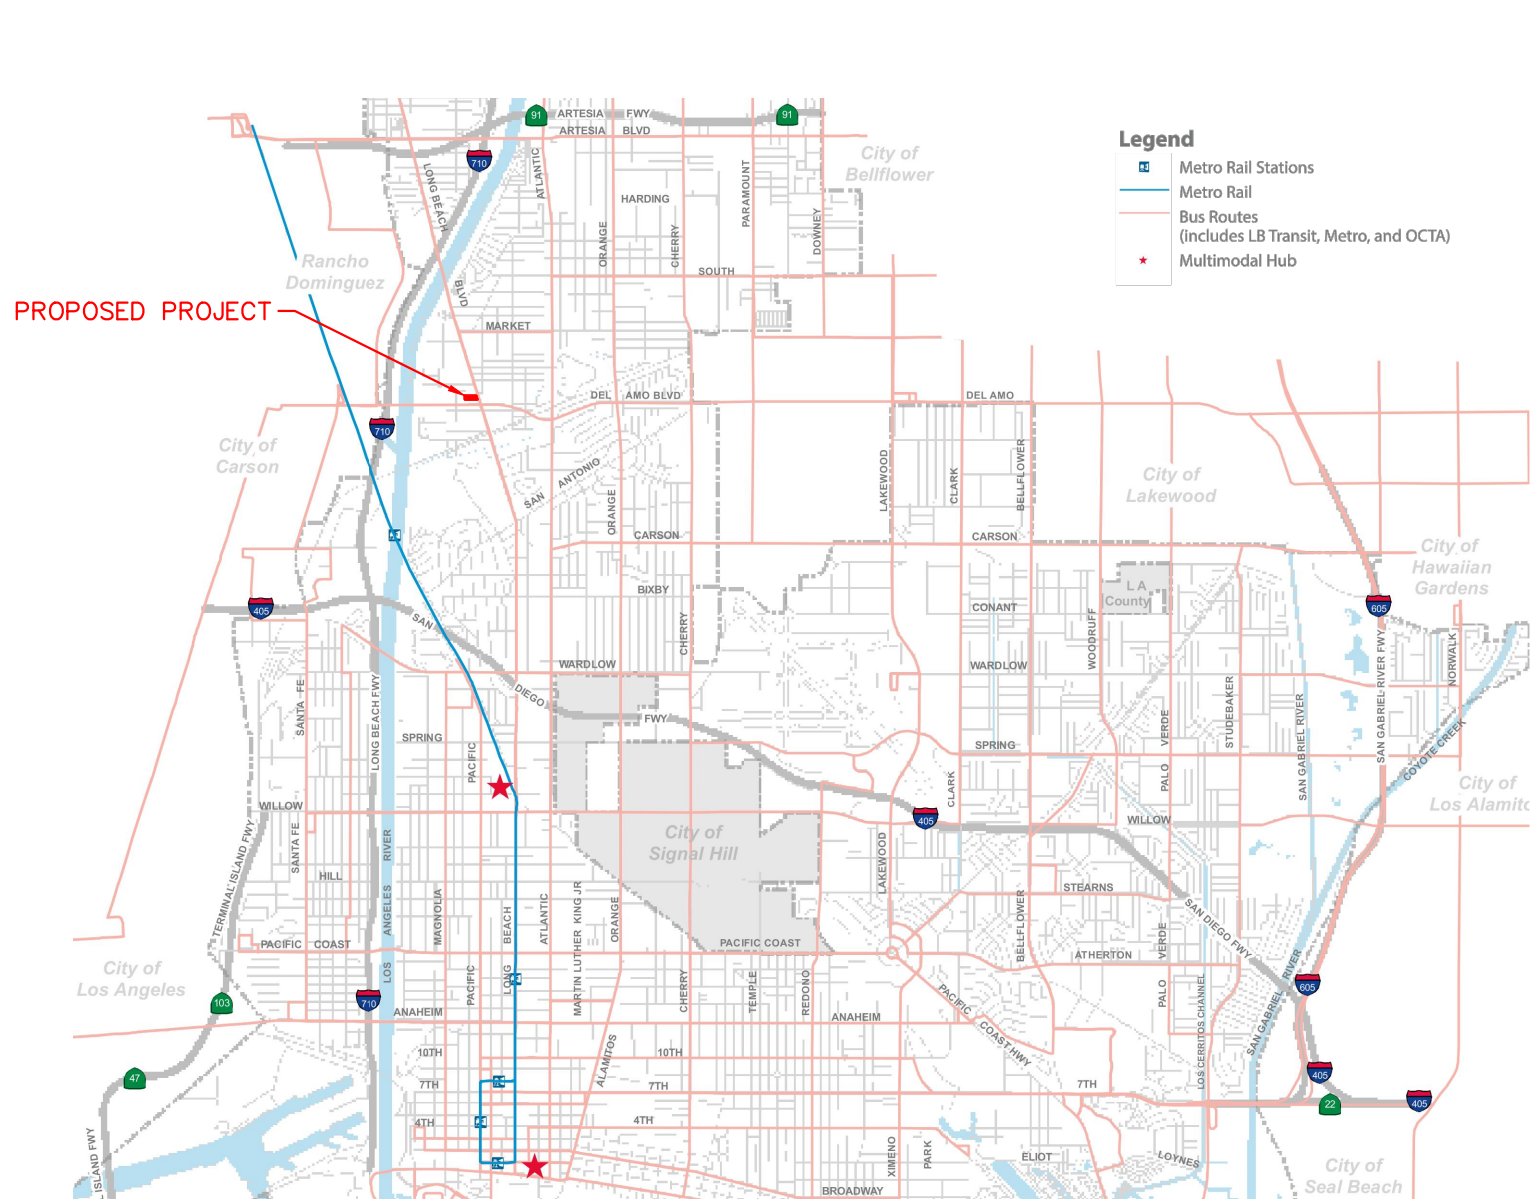 91
ARTESIA FWY
91
ARTESIA BLVD
Legend
Metro Rail Stations
Metro Rail
Bus Routes
(includes LB Transit, Metro, and OCTA)
Multimodal Hub
City of
Bellflower
710
LONG BEACH
BLVD
ATLANTIC
HARDING
ORANGE
CHERRY
PARAMOUNT
DOWNEY
SOUTH
Rancho
Dominguez
PROPOSED PROJECT
MARKET
DEL AMO BLVD
DEL AMO
710
City of
Carson
SAN ANTONIO
ORANGE
LAKEWOOD
CLARK
BELLFLOWER
City of
Lakewood
CARSON
CARSON
City of
Hawaiian
Gardens
BIXBY
L A
County
CONANT
405
SAN
DIEGO
FWY
CHERRY
WOODRUFF
605
NORWALK
WARDLOW
WARDLOW
SANTA FE
LONG BEACH FWY
SAN GABRIEL RIVER FWY
STUDEBAKER
SAN GABRIEL RIVER
COYOTE CREEK
SPRING
PACIFIC
SPRING
PALO VERDE
CLARK
City of
Los Alamito
WILLOW
405
WILLOW
City of
Signal Hill
TERMINAL ISLAND FWY
SANTA FE
HILL
LOS ANGELES RIVER
LAKEWOOD
STEARNS
MAGNOLIA
LONG BEACH
ATLANTIC
MARTIN LUTHER KING JR
ORANGE
BELLFLOWER
SAN DIEGO FWY
PACIFIC COAST
PACIFIC COAST
ATHERTON
PALO VERDE
City of
Los Angeles
PACIFIC
CHERRY
TEMPLE
REDONO
PACIFIC COAST HWY
LOS CERRITOS CHANNEL
SAN GABRIEL RIVER
605
103
710
ANAHEIM
ANAHEIM
10TH
10TH
ALAMITOS
47
7TH
7TH
7TH
405
405
22
4TH
4TH
L ISLAND FWY
XIMENO
PARK
ELIOT
LOYNES
BROADWAY
City of
Seal Beach